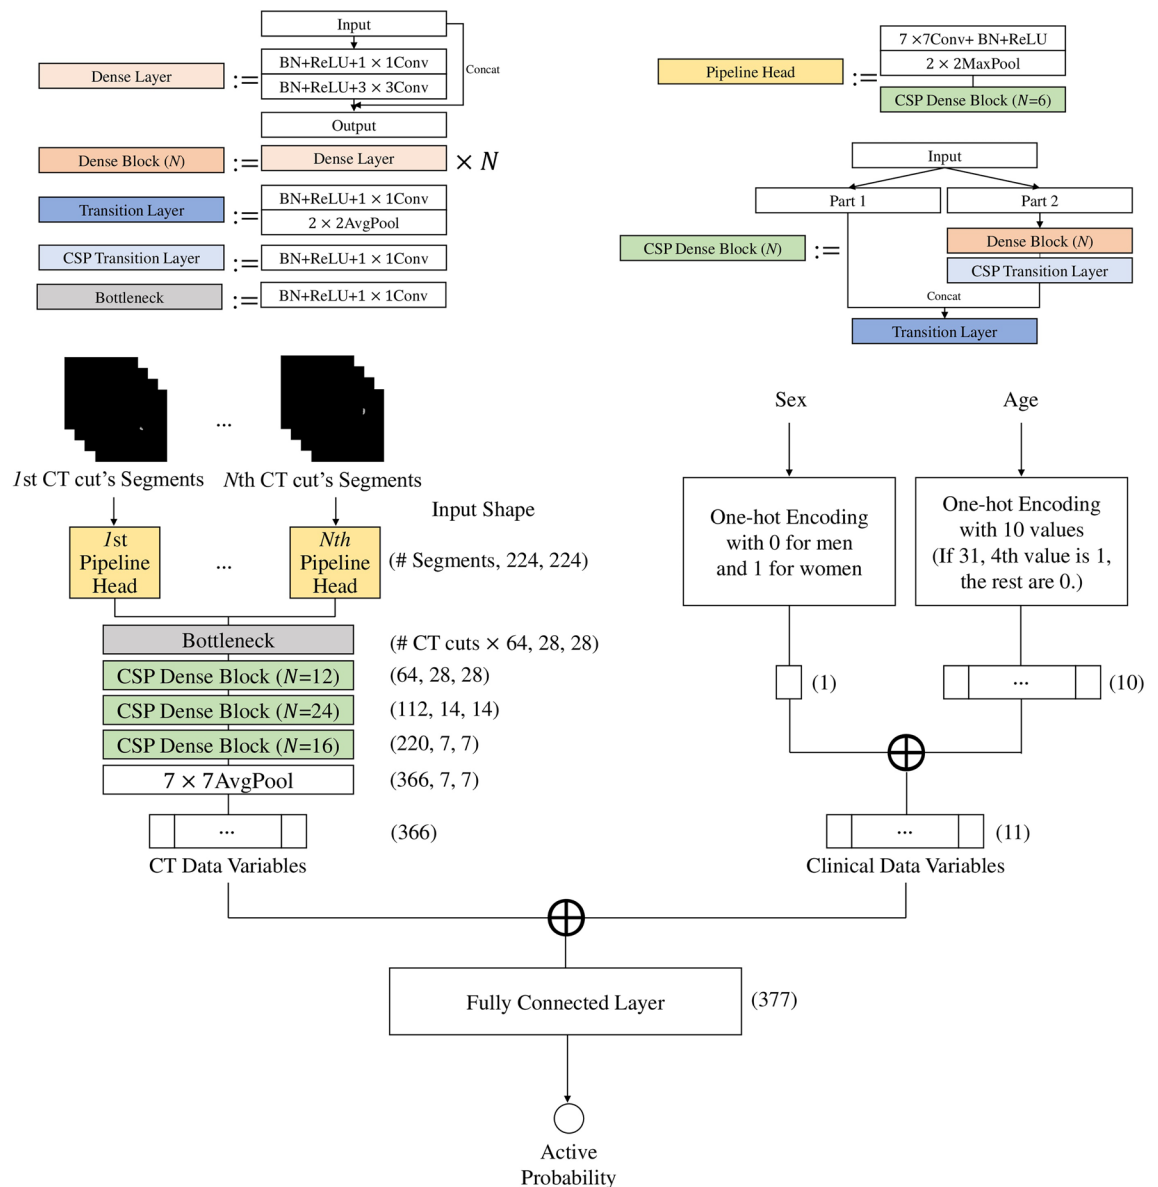 Input
Dense Layer
:=
BN+ReLU+1 × 1Conv
BN+ReLU+3 × 3Conv
Concat
Output
Dense Block (N)
:=
Dense Layer
× N
Transition Layer
:=
BN+ReLU+1 × 1Conv
2 × 2AvgPool
CSP Transition Layer
:=
BN+ReLU+1 × 1Conv
Bottleneck
:=
BN+ReLU+1 × 1Conv
Pipeline Head
:=
7 ×7Conv+ BN+ReLU
2 × 2MaxPool
CSP Dense Block (N=6)
Input
Part 1
Part 2
CSP Dense Block (N)
:=
Dense Block (N)
CSP Transition Layer
Concat
Transition Layer
...
1st CT cut's Segments
Nth CT cut's Segments
Input Shape
1st
Pipeline
Head
...
Nth
Pipeline
Head
(# Segments, 224, 224)
Bottleneck
(# CT cuts × 64, 28, 28)
CSP Dense Block (N=12)
(64, 28, 28)
CSP Dense Block (N=24)
(112, 14, 14)
CSP Dense Block (N=16)
(220, 7, 7)
7 × 7AvgPool
(366, 7, 7)
...
(366)
CT Data Variables
Sex
Age
One-hot Encoding
with 0 for men
and 1 for women
One-hot Encoding
with 10 values
(If 31, 4th value is 1,
the rest are 0.)
(1)
...
(10)
...
(11)
Clinical Data Variables
Fully Connected Layer
(377)
Active
Probability